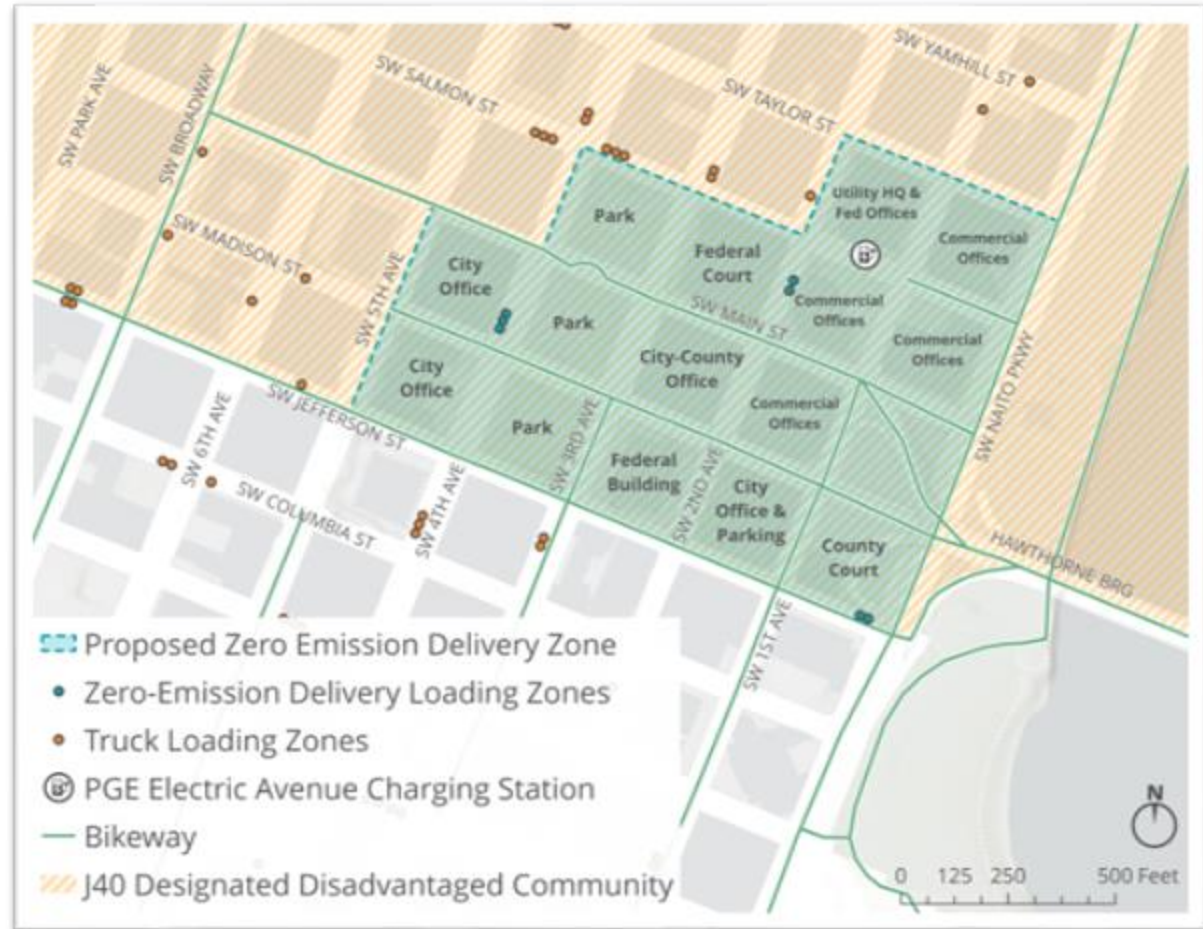 SW YAMHILL ST
SW SALMON ST
SW TAYLOR ST
SW PARK AVE
SW BROADWAY
Utility HQ &
Fed Offices
Park
Commercial
Offices
SW MADISON ST
Federal
Court
City
Office
SW 5TH AVE
Commercial
Offices
SW MAIN ST
Park
Commercial
Offices
City-County
Office
SW NAITO PKWY
City
Office
Commercial
Offices
SW JEFFERSON ST
Park
SW 3RD AVE
SW 6TH AVE
Federal
Building
SW 2ND AVE
City
Office &
Parking
SW COLUMBIA ST
SW 4TH AVE
County
Court
HAWTHORNE BRG
SW 1ST AVE
Proposed Zero Emission Delivery Zone
Zero-Emission Delivery Loading Zones
Truck Loading Zones
PGE Electric Avenue Charging Station
Bikeway
J40 Designated Disadvantaged Community
N
0 125 250 500 Feet